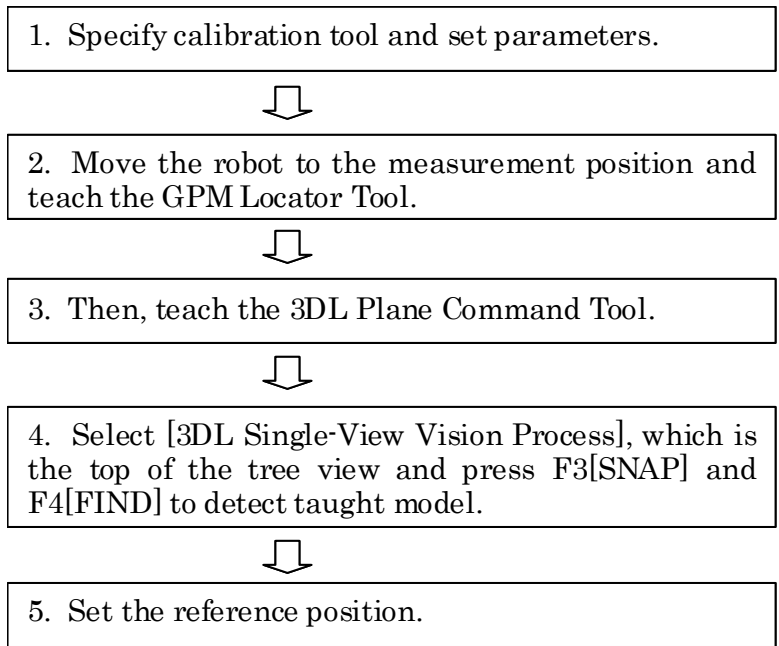 1. Specify calibration tool and set parameters.
2. Move the robot to the measurement position and
teach the GPM Locator Tool.
3. Then, teach the 3DL Plane Command Tool.
4. Select [3DL Single-View Vision Process], which is
the top of the tree view and press F3[SNAP] and
F4[FIND] to detect taught model.
5. Set the reference position.